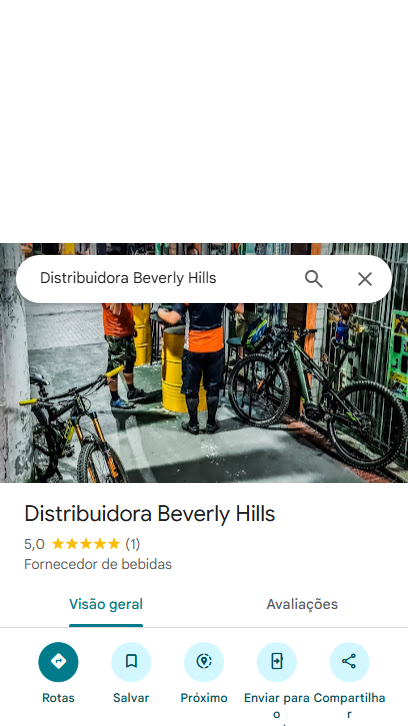 Distribuidora Beverly Hills
Distribuidora Beverly Hills
5,0 ★★★★★ (1)
Fornecedor de bebidas
Visão geral Avaliações
Rotas Salvar Próximo Enviar para Compartilha
o r